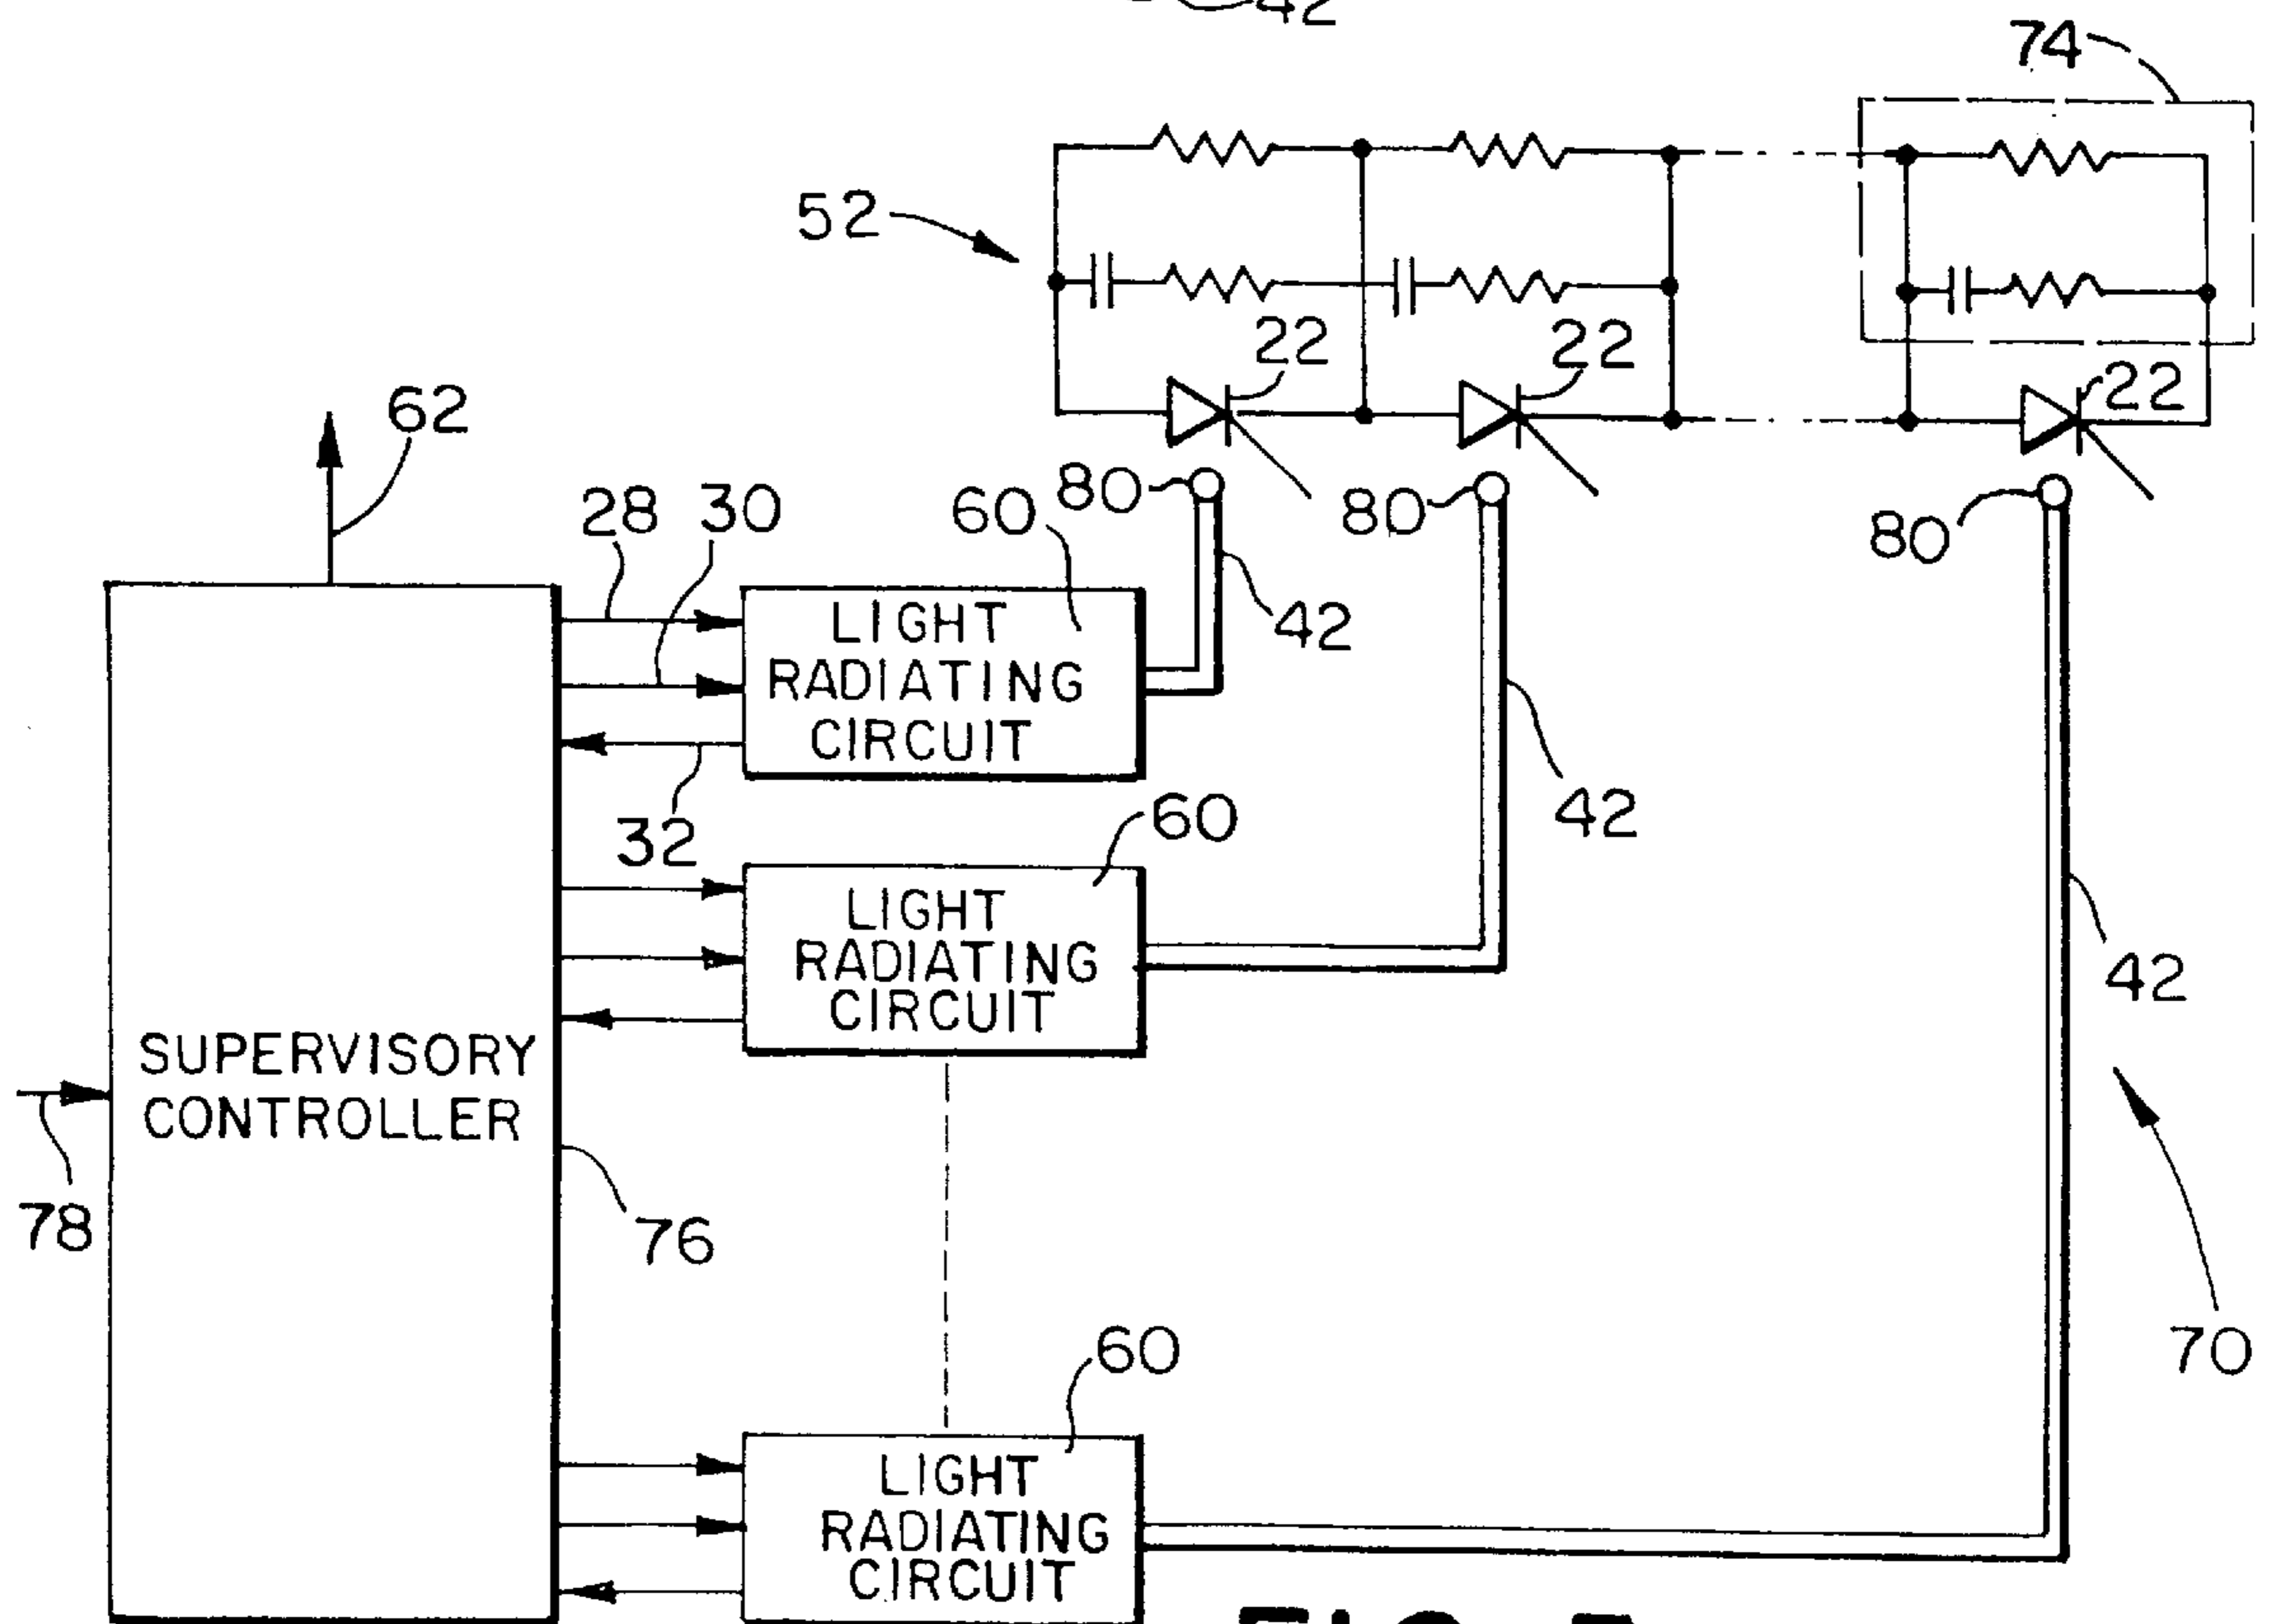 42
74
52
22 22 22
62
28 30 60 80 80 80
LIGHT
RADIATING
CIRCUIT
42
32
60
42
LIGHT
RADIATING
CIRCUIT
42
SUPERVISORY
CONTROLLER
78
76
70
60
LIGHT
RADIATING
CIRCUIT